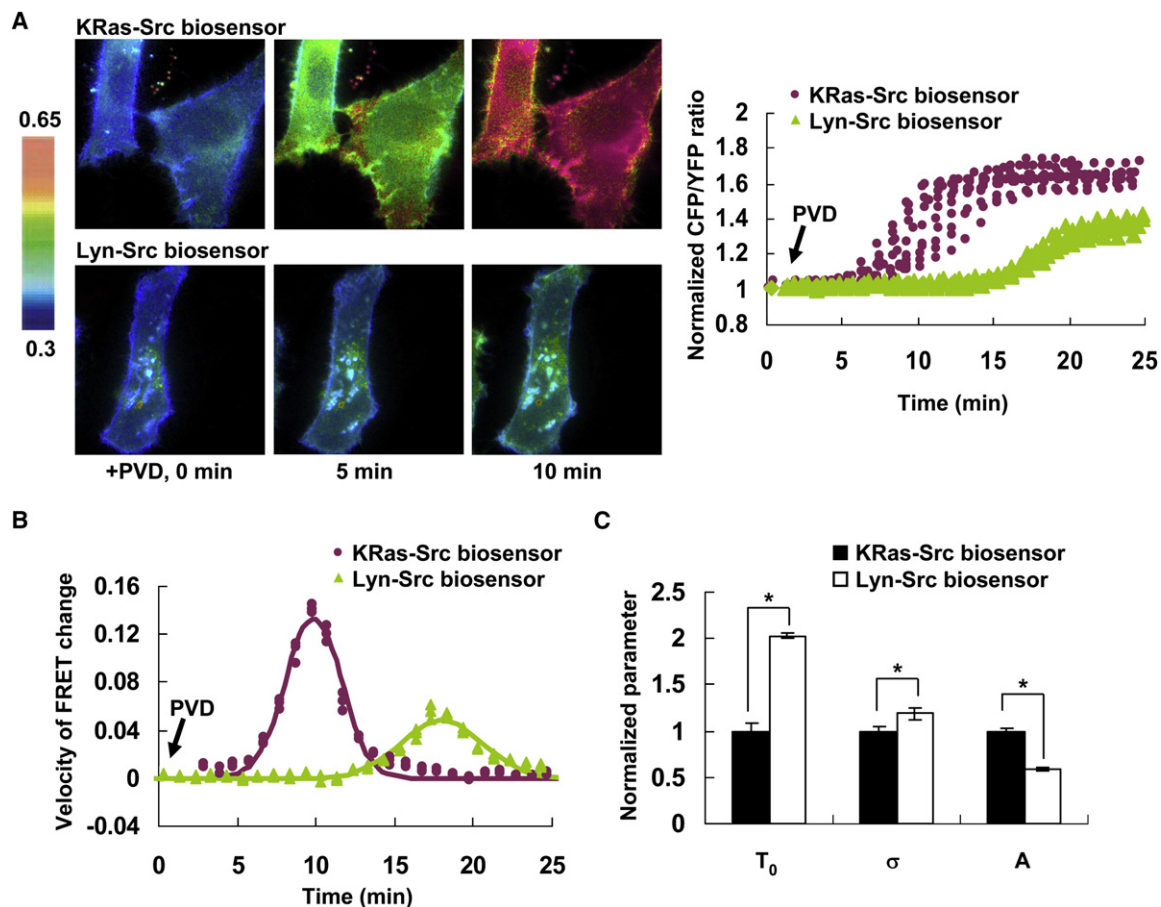 A
KRas-Src biosensor
0.65
0.3
Lyn-Src biosensor
+PVD, 0 min
5 min
10 min
KRas-Src biosensor
Lyn-Src biosensor
Normalized CFP/YFP ratio
2
1.8
1.6
1.4
1.2
1
0.8
PVD
0
5
10
15
20
25
Time (min)
B
KRas-Src biosensor
Lyn-Src biosensor
Velocity of FRET change
0.16
0.12
0.08
0.04
0
-0.04
PVD
0
5
10
15
20
25
Time (min)
C
KRas-Src biosensor
Lyn-Src biosensor
Normalized parameter
2.5
2
1.5
1
0.5
0
*
*
*
T₀
σ
A